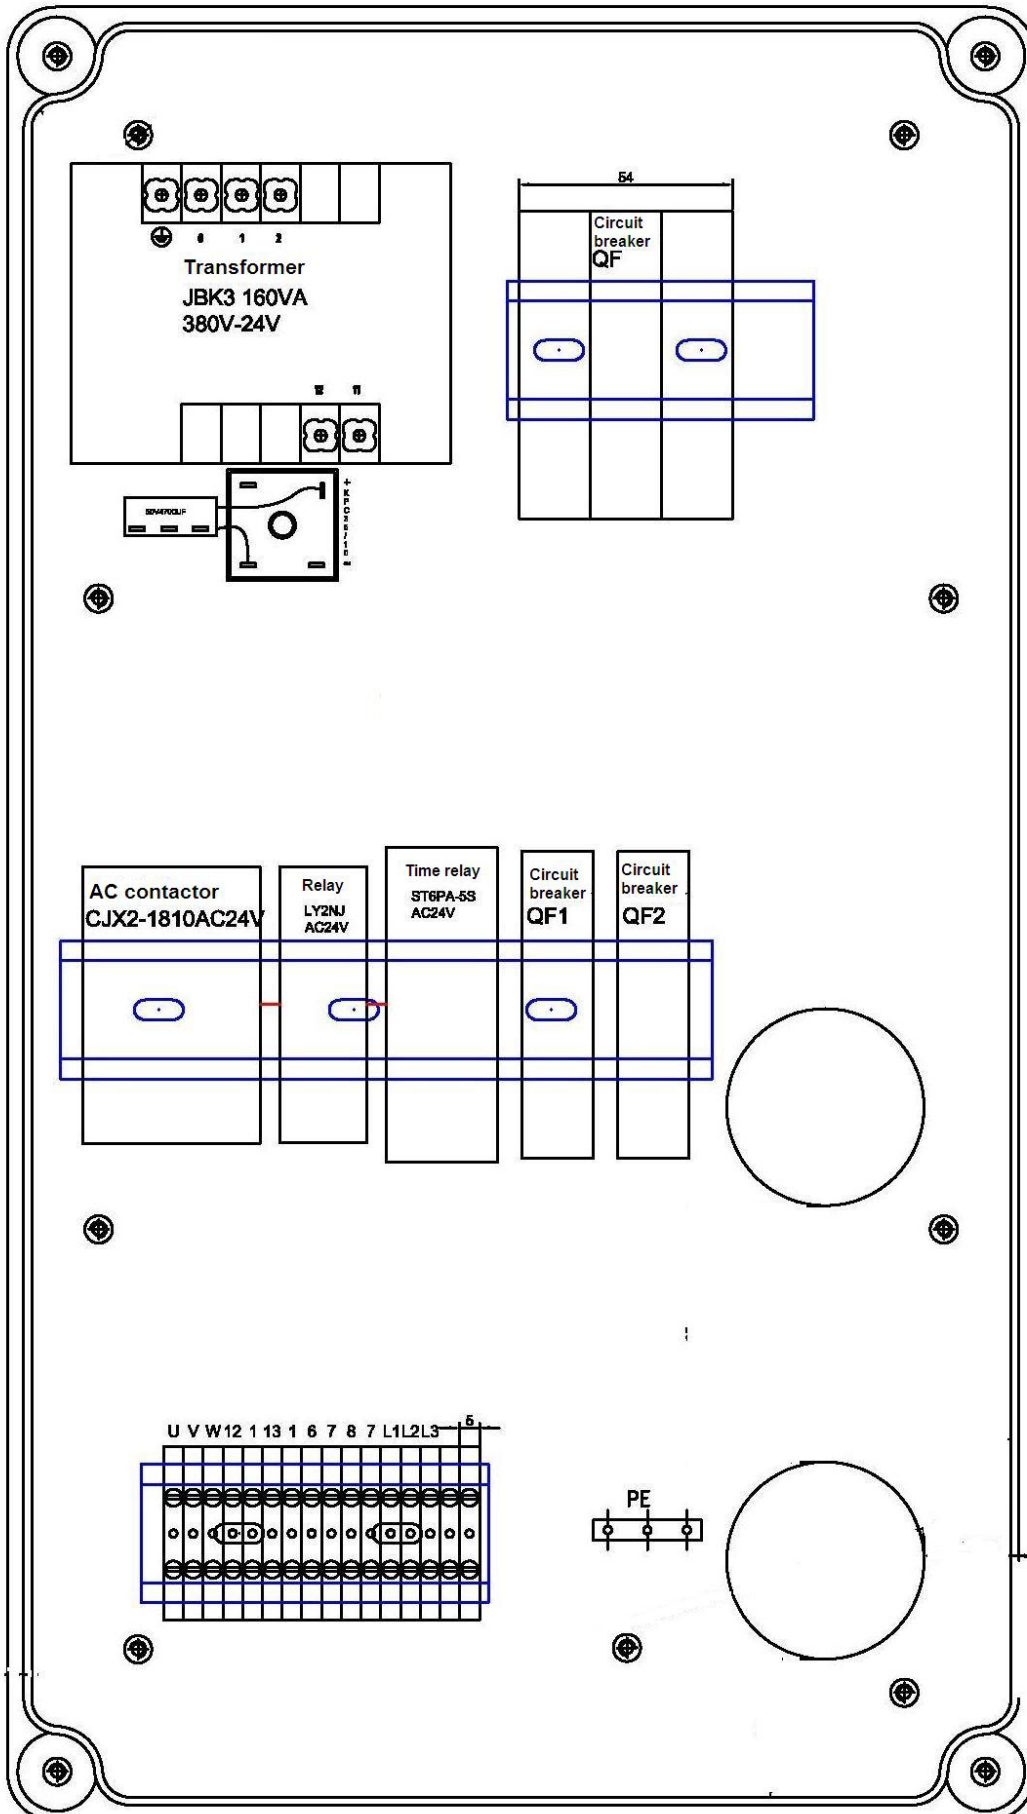 54
Circuit
breaker
QF
1 2
Transformer
JBK3 160VA
380V-24V
11
50V4700UF
AC contactor
CJX2-1810AC24V
Relay
LY2NJ
AC24V
Time relay
ST6PA-5S
AC24V
Circuit
breaker
QF1
Circuit
breaker
QF2
U V W 12 1 13 1 6 7 8 7 L1 L2 L3
5
PE